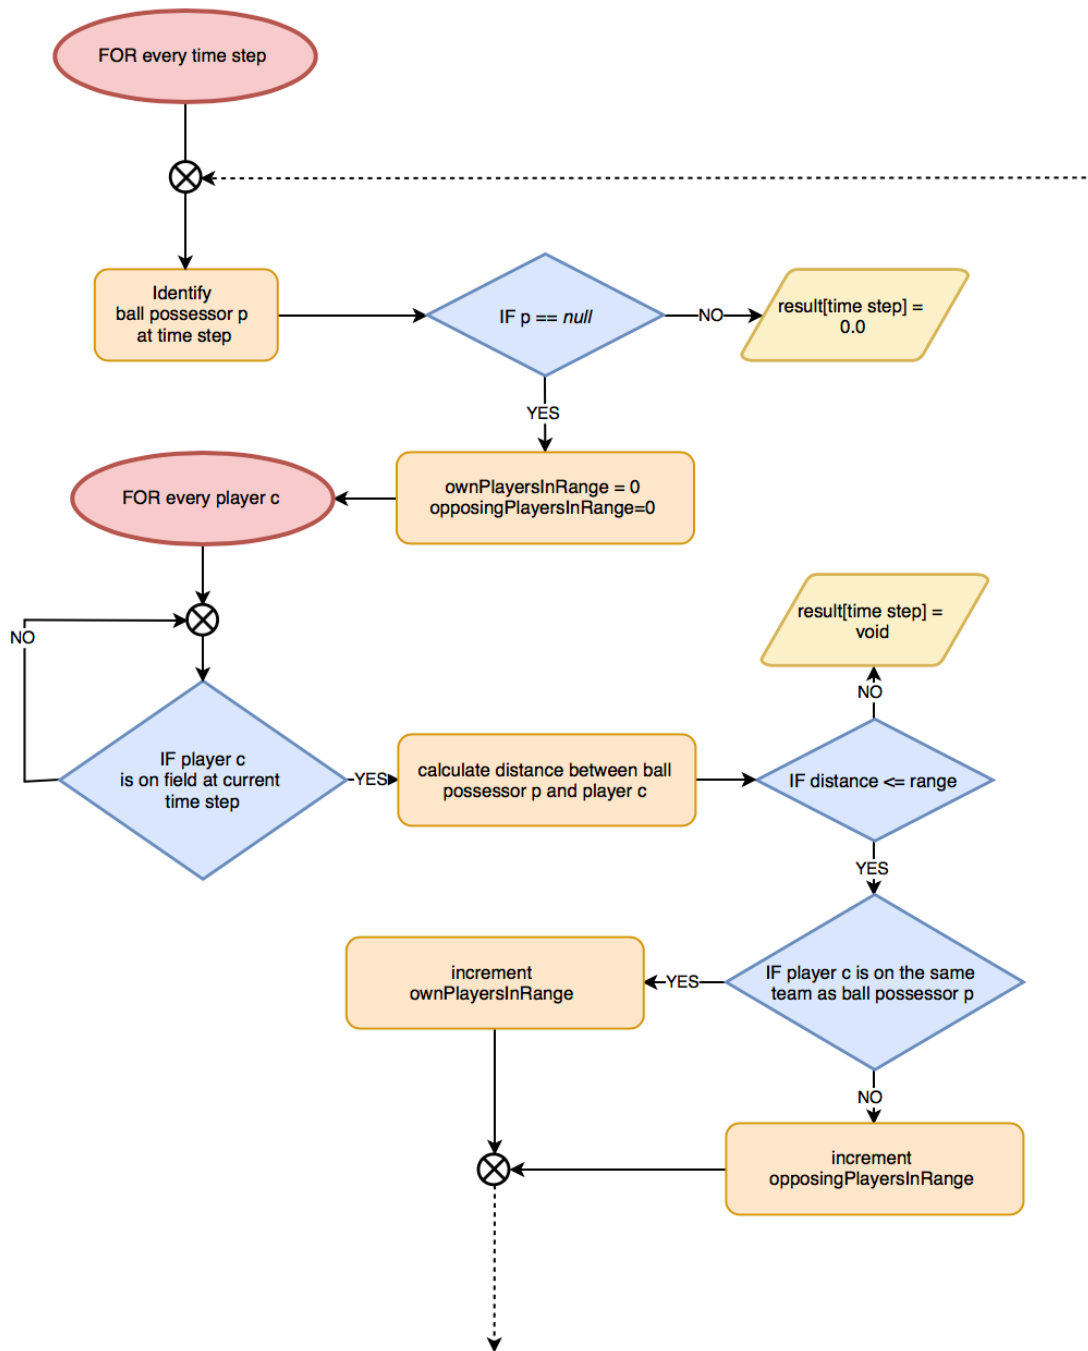 FOR every time step
Identify
ball possessor p
at time step
IF p == null
NO
result[time step] =
0.0
YES
ownPlayersInRange = 0
opposingPlayersInRange=0
FOR every player c
NO
IF player c
is on field at current
time step
YES
calculate distance between ball
possessor p and player c
IF distance <= range
NO
result[time step] =
void
YES
IF player c is on the same
team as ball possessor p
YES
increment
ownPlayersInRange
NO
increment
opposingPlayersInRange